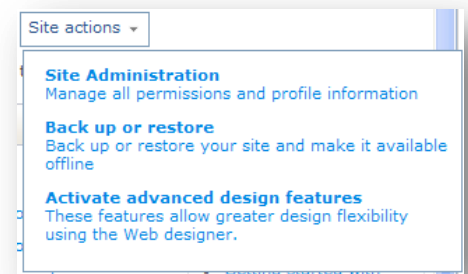 Site actions
Site Administration
Manage all permissions and profile information
Back up or restore
Back up or restore your site and make it available
offline
Activate advanced design features
These features allow greater design flexibility
using the Web designer.